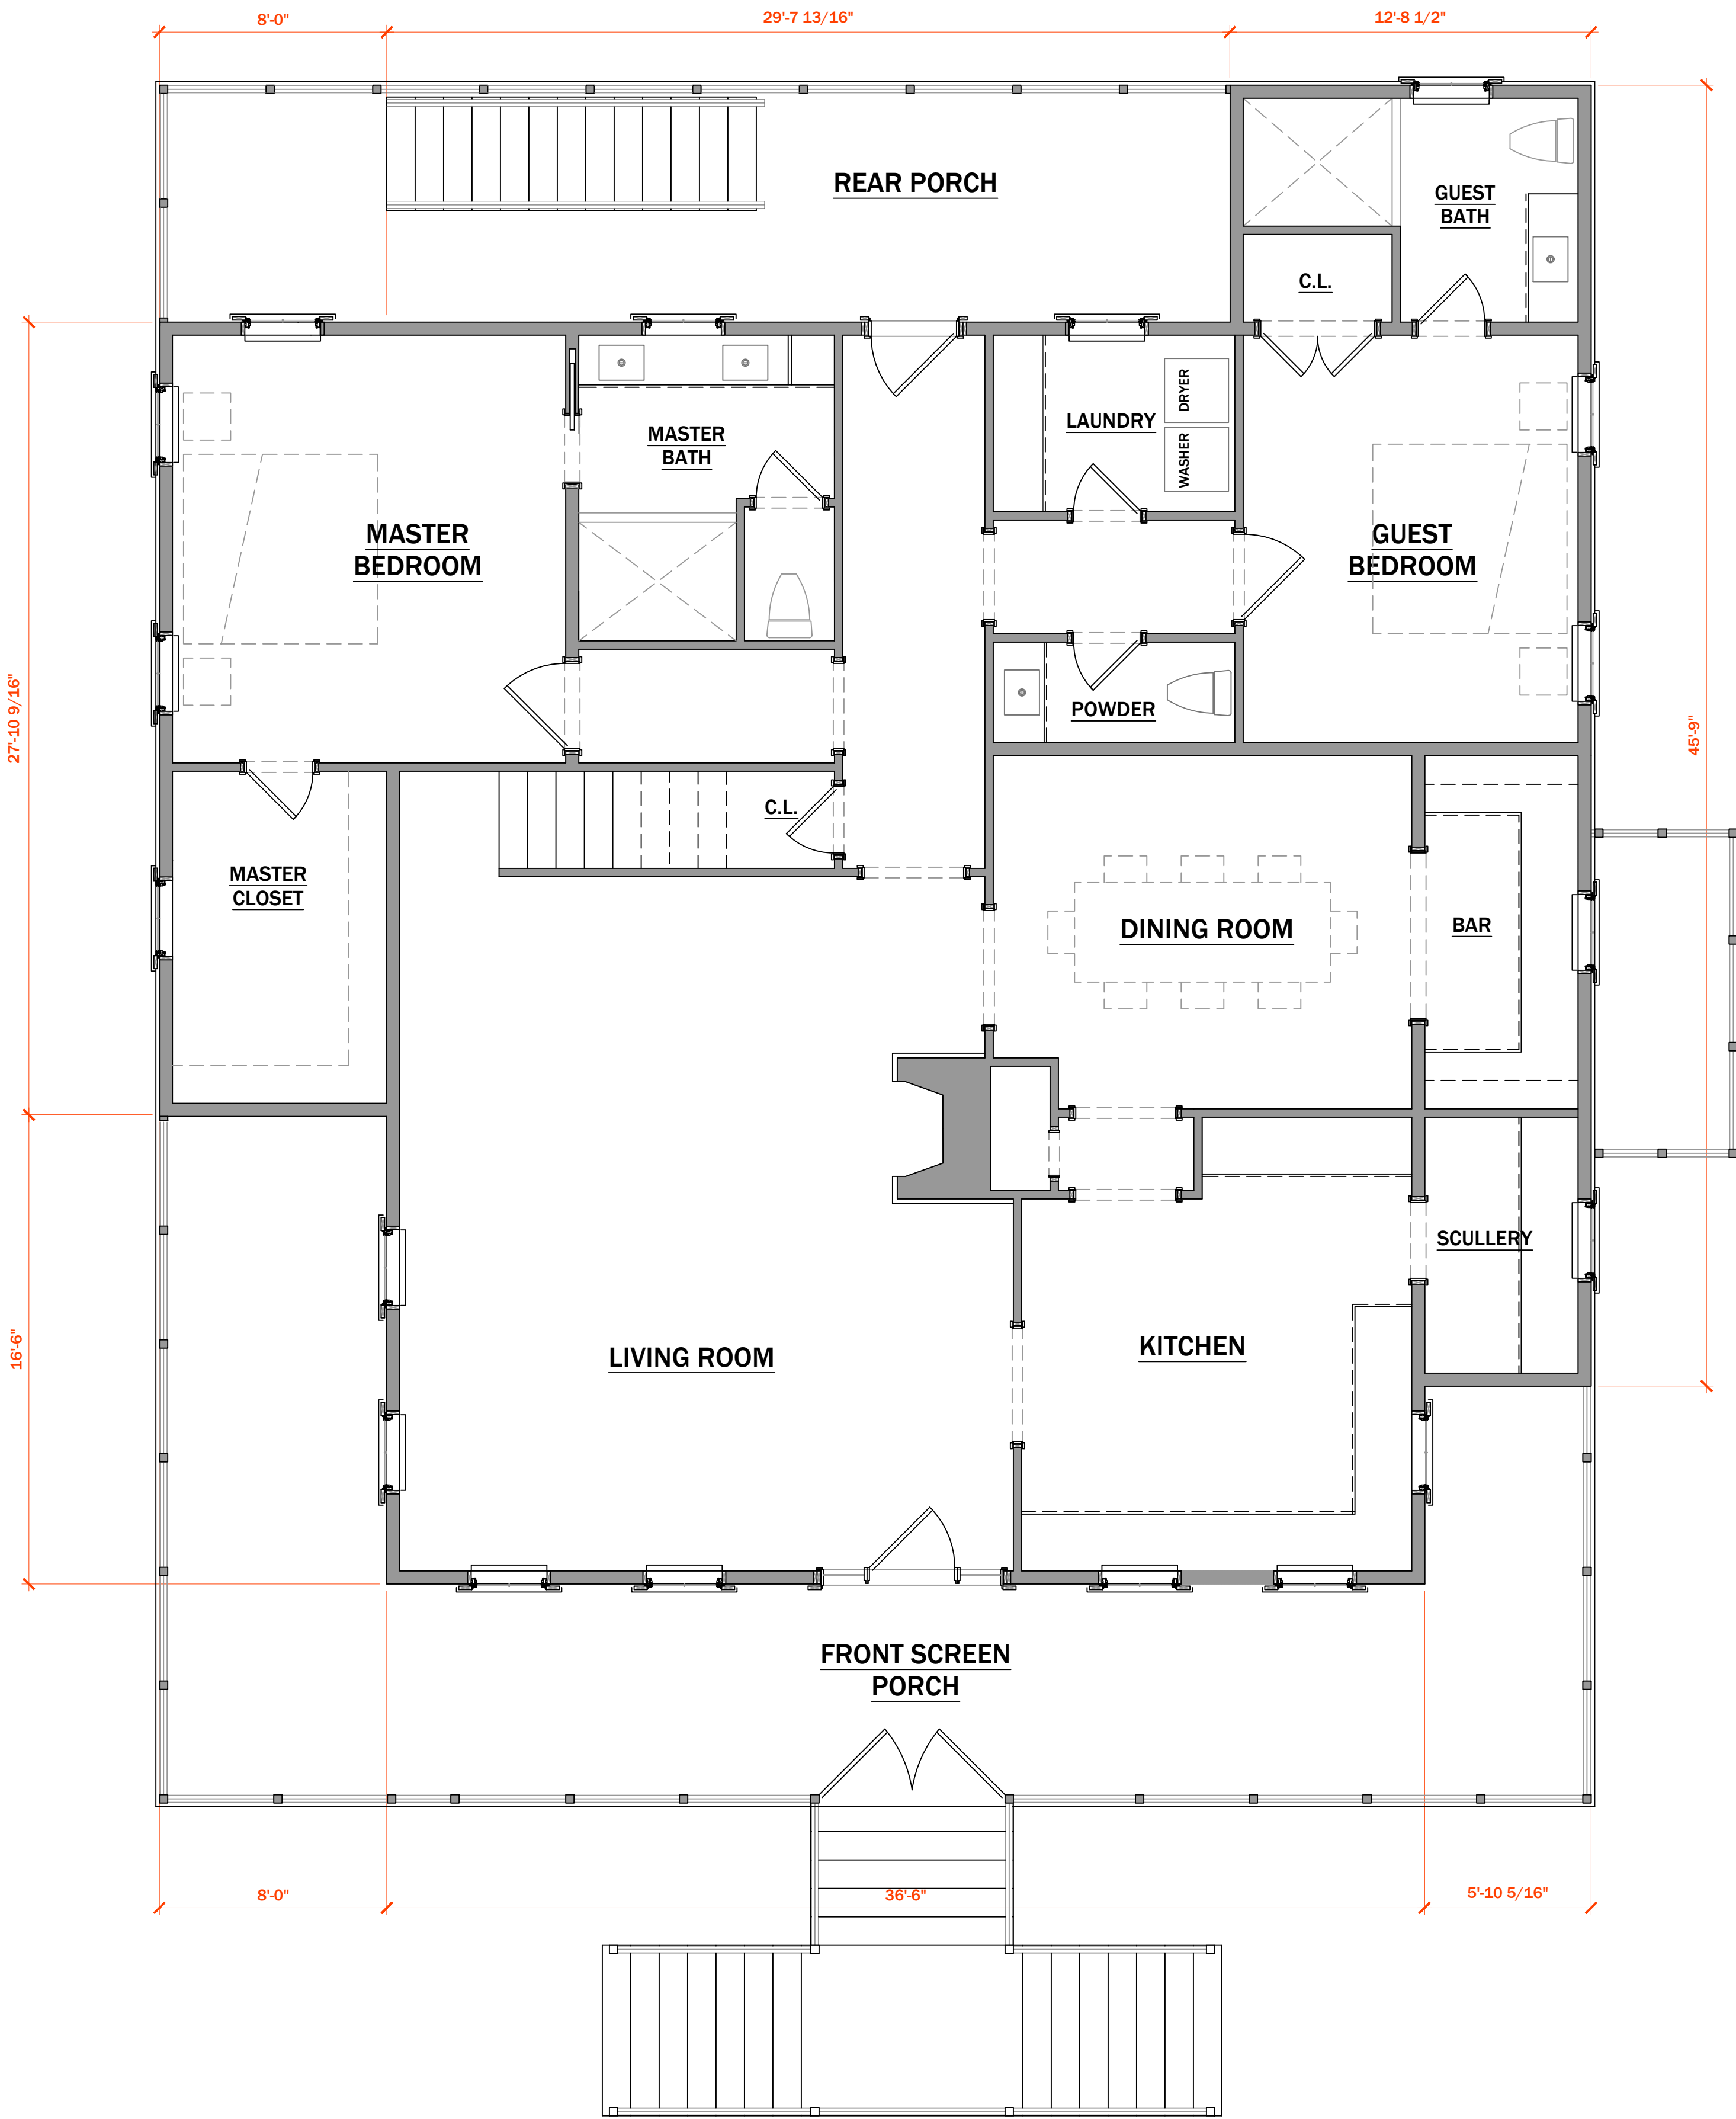 8'-0"
29'-7 13/16"
12'-8 1/2"
REAR PORCH
GUEST
BATH
C.L.
DRYER
WASHER
LAUNDRY
MASTER
BATH
MASTER
BEDROOM
GUEST
BEDROOM
POWDER
27'-10 9/16"
45'-9"
C.L.
MASTER
CLOSET
DINING ROOM
BAR
SCULLERY
KITCHEN
LIVING ROOM
16'-6"
FRONT SCREEN
PORCH
8'-0"
36'-6"
5'-10 5/16"